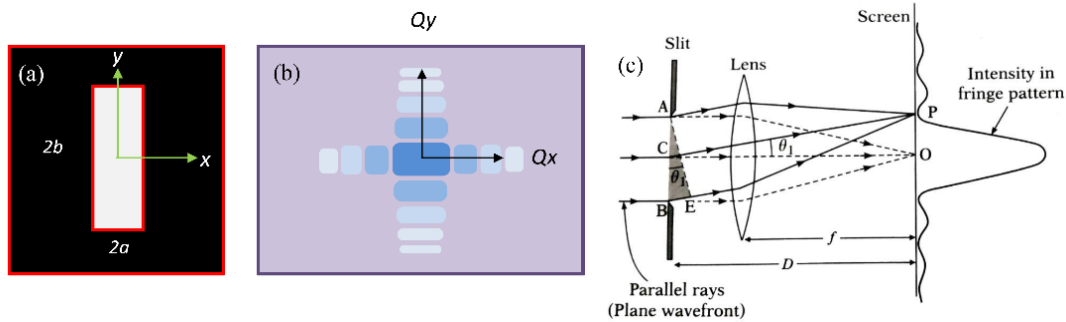 (a)
y
x
2b
2a
Qy
(b)
Qx
(c)
Screen
Slit
Lens
Intensity in
fringe pattern
A
P
C
θ1
O
θ1
B
E
f
D
Parallel rays
(Plane wavefront)